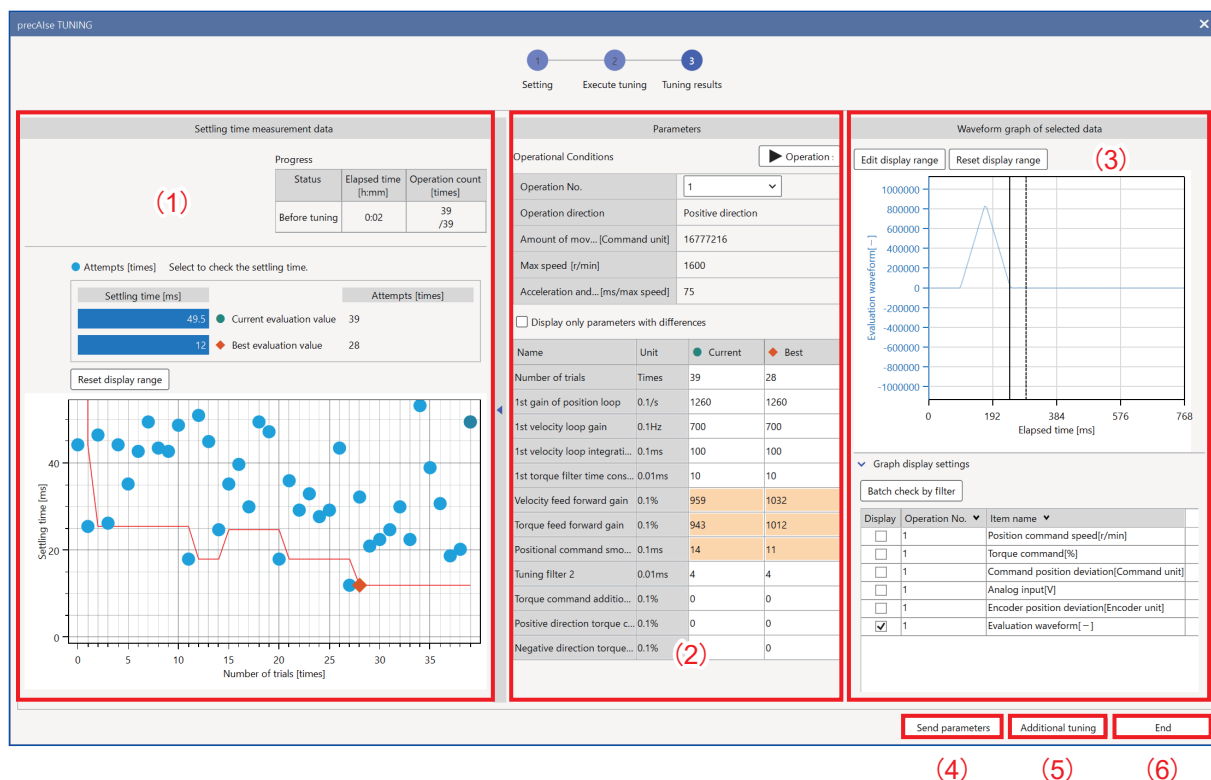 precAIse TUNING
×
1
2
3
Setting
Execute tuning
Tuning results
Settling time measurement data
Progress
Status
Elapsed time
[h:mm]
Operation count
[times]
Before tuning
0:02
39
/39
(1)
Attempts [times]
Select to check the settling time.
Settling time [ms]
Attempts [times]
49.5
Current evaluation value
39
12
Best evaluation value
28
Reset display range
Settling time [ms]
40
20
0
0
5
10
15
20
25
30
35
Number of trials [times]
Parameters
Operational Conditions
Operation :
Operation No.
1
Operation direction
Positive direction
Amount of mov... [Command unit]
16777216
Max speed [r/min]
1600
Acceleration and...[ms/max speed]
75
Display only parameters with differences
Name Unit Current Best
Number of trials Times 39 28
1st gain of position loop 0.1/s 1260 1260
1st velocity loop gain 0.1Hz 700 700
1st velocity loop integrati... 0.1ms 100 100
1st torque filter time cons... 0.01ms 10 10
Velocity feed forward gain 0.1% 959 1032
Torque feed forward gain 0.1% 943 1012
Positional command smo... 0.1ms 14 11
Tuning filter 2 0.01ms 4 4
Torque command additio... 0.1% 0 0
Positive direction torque c... 0.1% 0 0
Negative direction torque... 0.1% 0
(2)
Waveform graph of selected data
Edit display range
Reset display range
(3)
Evaluation waveform[－]
1000000
800000
600000
400000
200000
0
-200000
-400000
-600000
-800000
-1000000
0
192
384
576
768
Elapsed time [ms]
Graph display settings
Batch check by filter
Display Operation No. Item name
1 Position command speed[r/min]
1 Torque command[%]
1 Command position deviation[Command unit]
1 Analog input[V]
1 Encoder position deviation[Encoder unit]
1 Evaluation waveform[－]
Send parameters
Additional tuning
End
(4)
(5)
(6)